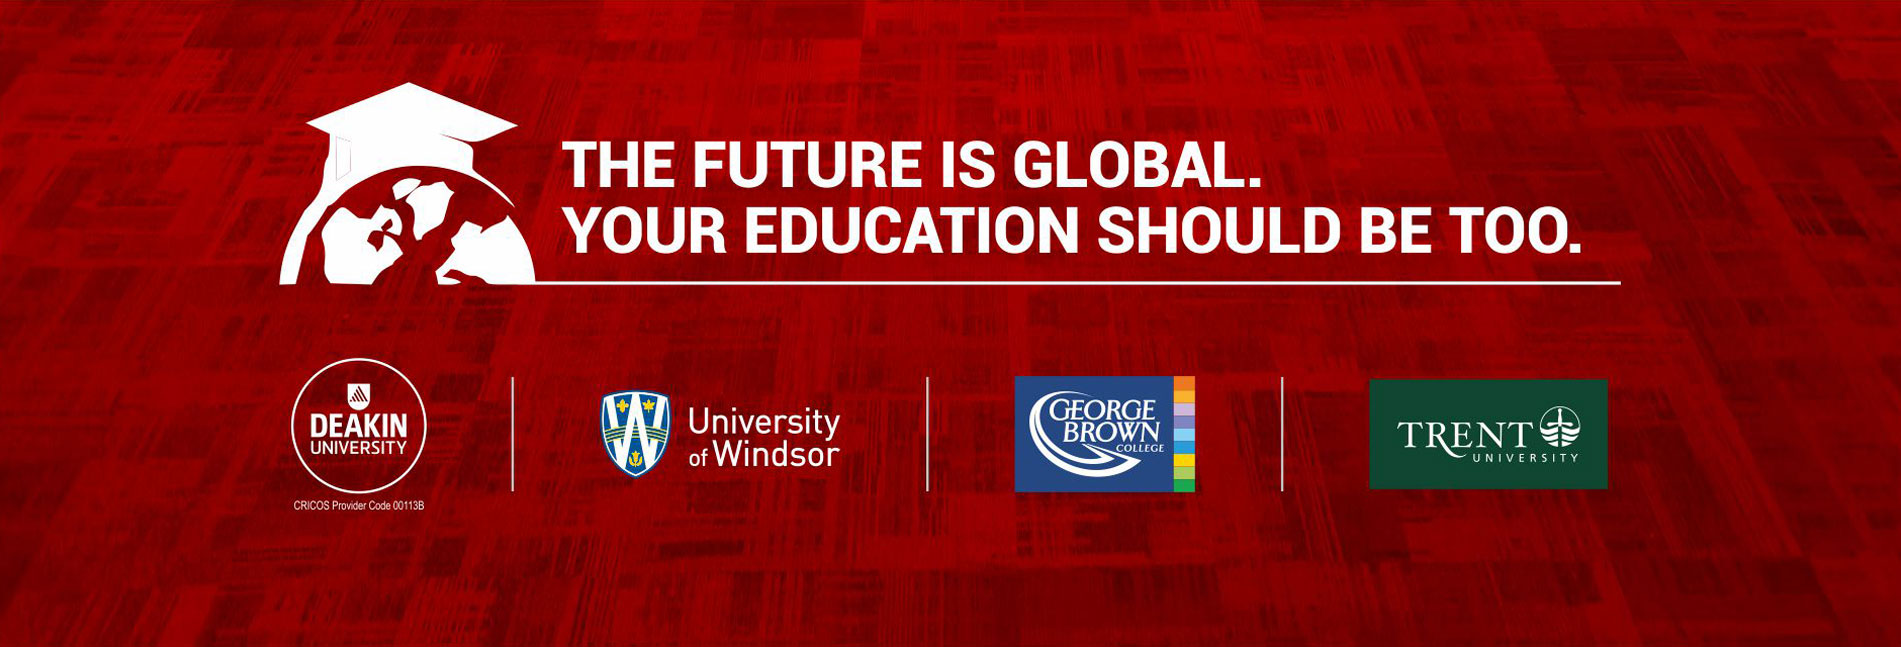 THE FUTURE IS GLOBAL.
YOUR EDUCATION SHOULD BE TOO.
DEAKIN
UNIVERSITY
CRICOS Provider Code 00113B
University
of Windsor
GEORGE
BROWN
COLLEGE
TRENT
UNIVERSITY